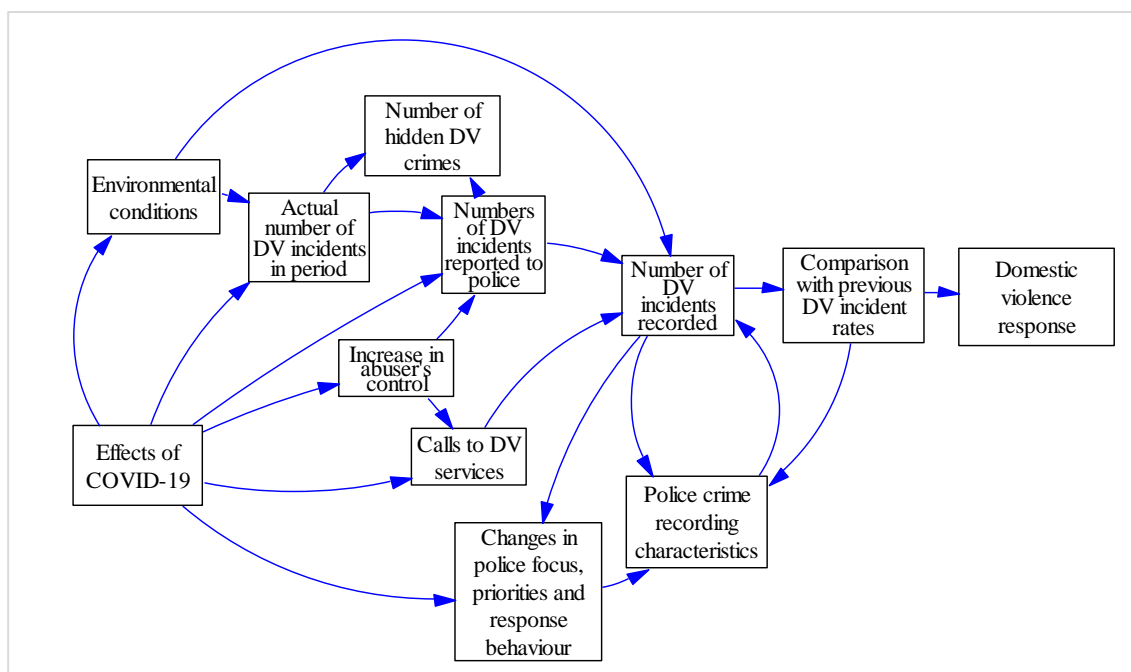 Number of
hidden DV
crimes
Environmental
conditions
Actual
number of
DV incidents
in period
Numbers
of DV
incidents
reported to
police
Number of
DV
incidents
recorded
Comparison
with previous
DV incident
rates
Domestic
violence
response
Increase in
abuser's
control
Effects of
COVID-19
Calls to DV
services
Police crime
recording
characteristics
Changes in
police focus,
priorities and
response
behaviour